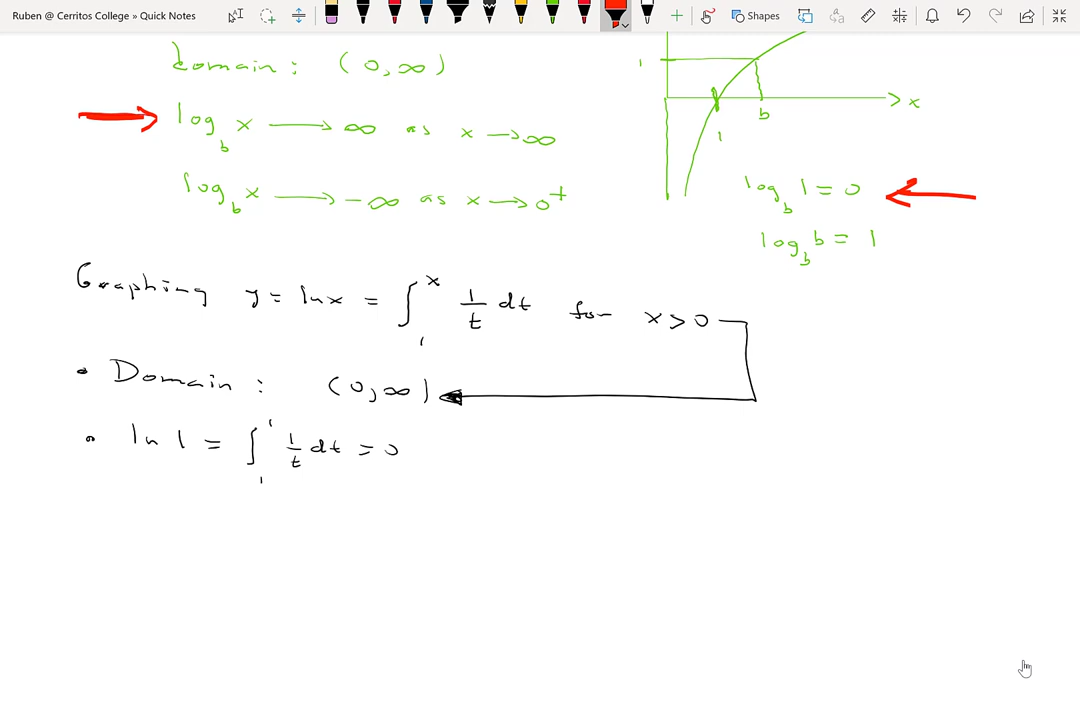 Ruben @ Cerritos College » Quick Notes
Shapes
Domain : (0,∞)
log_b x ⟶ ∞ as x → ∞
log_b x ⟶ -∞ as x → 0⁺
1
> x
b
1
log_b 1 = 0
log_b b = 1
Graphing y = ln x = ∫₁ˣ 1/t dt for x > 0
• Domain : (0,∞)
• ln 1 = ∫₁¹ 1/t dt = 0